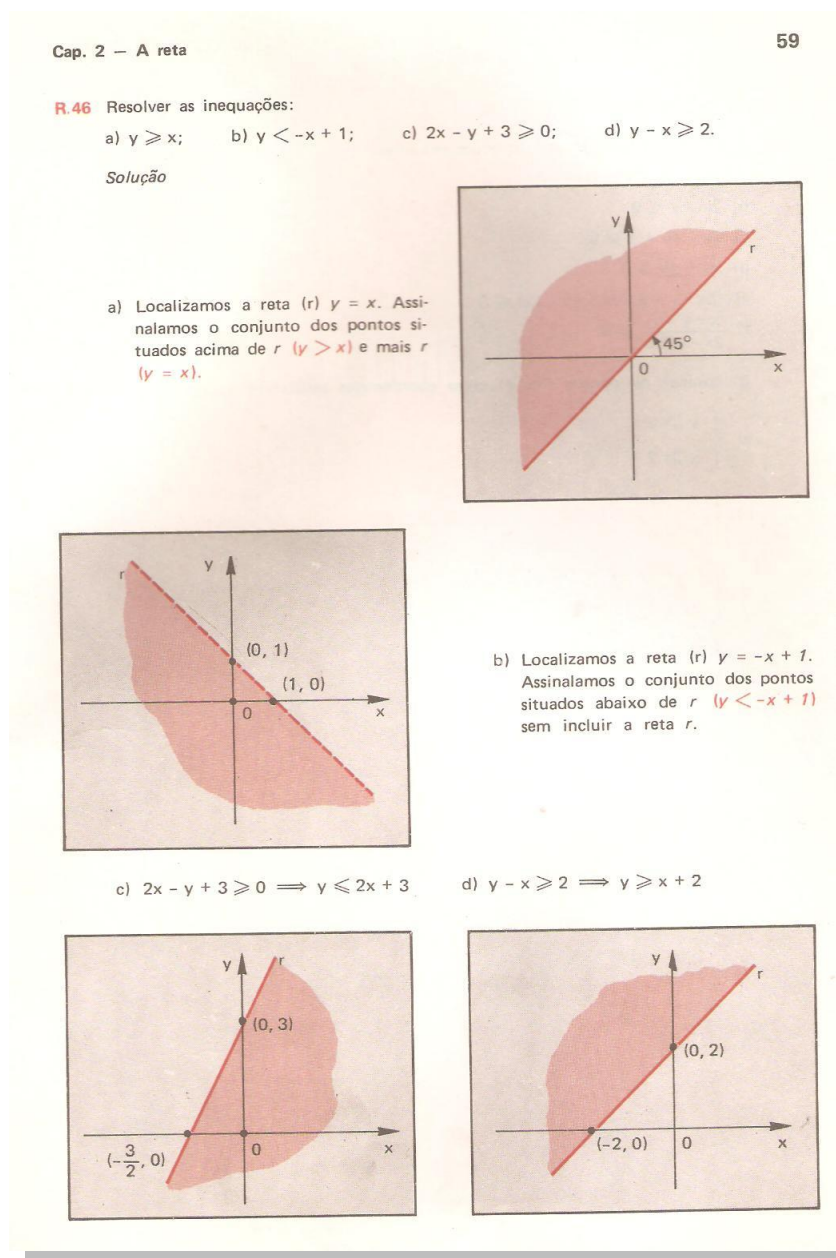 Cap. 2 — A reta
59
R.46 Resolver as inequações:
a) y ⩾ x; b) y < -x + 1; c) 2x - y + 3 ⩾ 0; d) y - x ⩾ 2.
Solução
a) Localizamos a reta (r) y = x. Assi-
nalamos o conjunto dos pontos si-
tuados acima de r (y > x) e mais r
(y = x).
y
r
45°
0
x
r
y
(0, 1)
(1, 0)
0
x
b) Localizamos a reta (r) y = -x + 1.
Assinalamos o conjunto dos pontos
situados abaixo de r (y < -x + 1)
sem incluir a reta r.
c) 2x - y + 3 ⩾ 0 ⟹ y ⩽ 2x + 3
d) y - x ⩾ 2 ⟹ y ⩾ x + 2
y
r
(0, 3)
(-3/2, 0)
0
x
y
r
(0, 2)
(-2, 0)
0
x